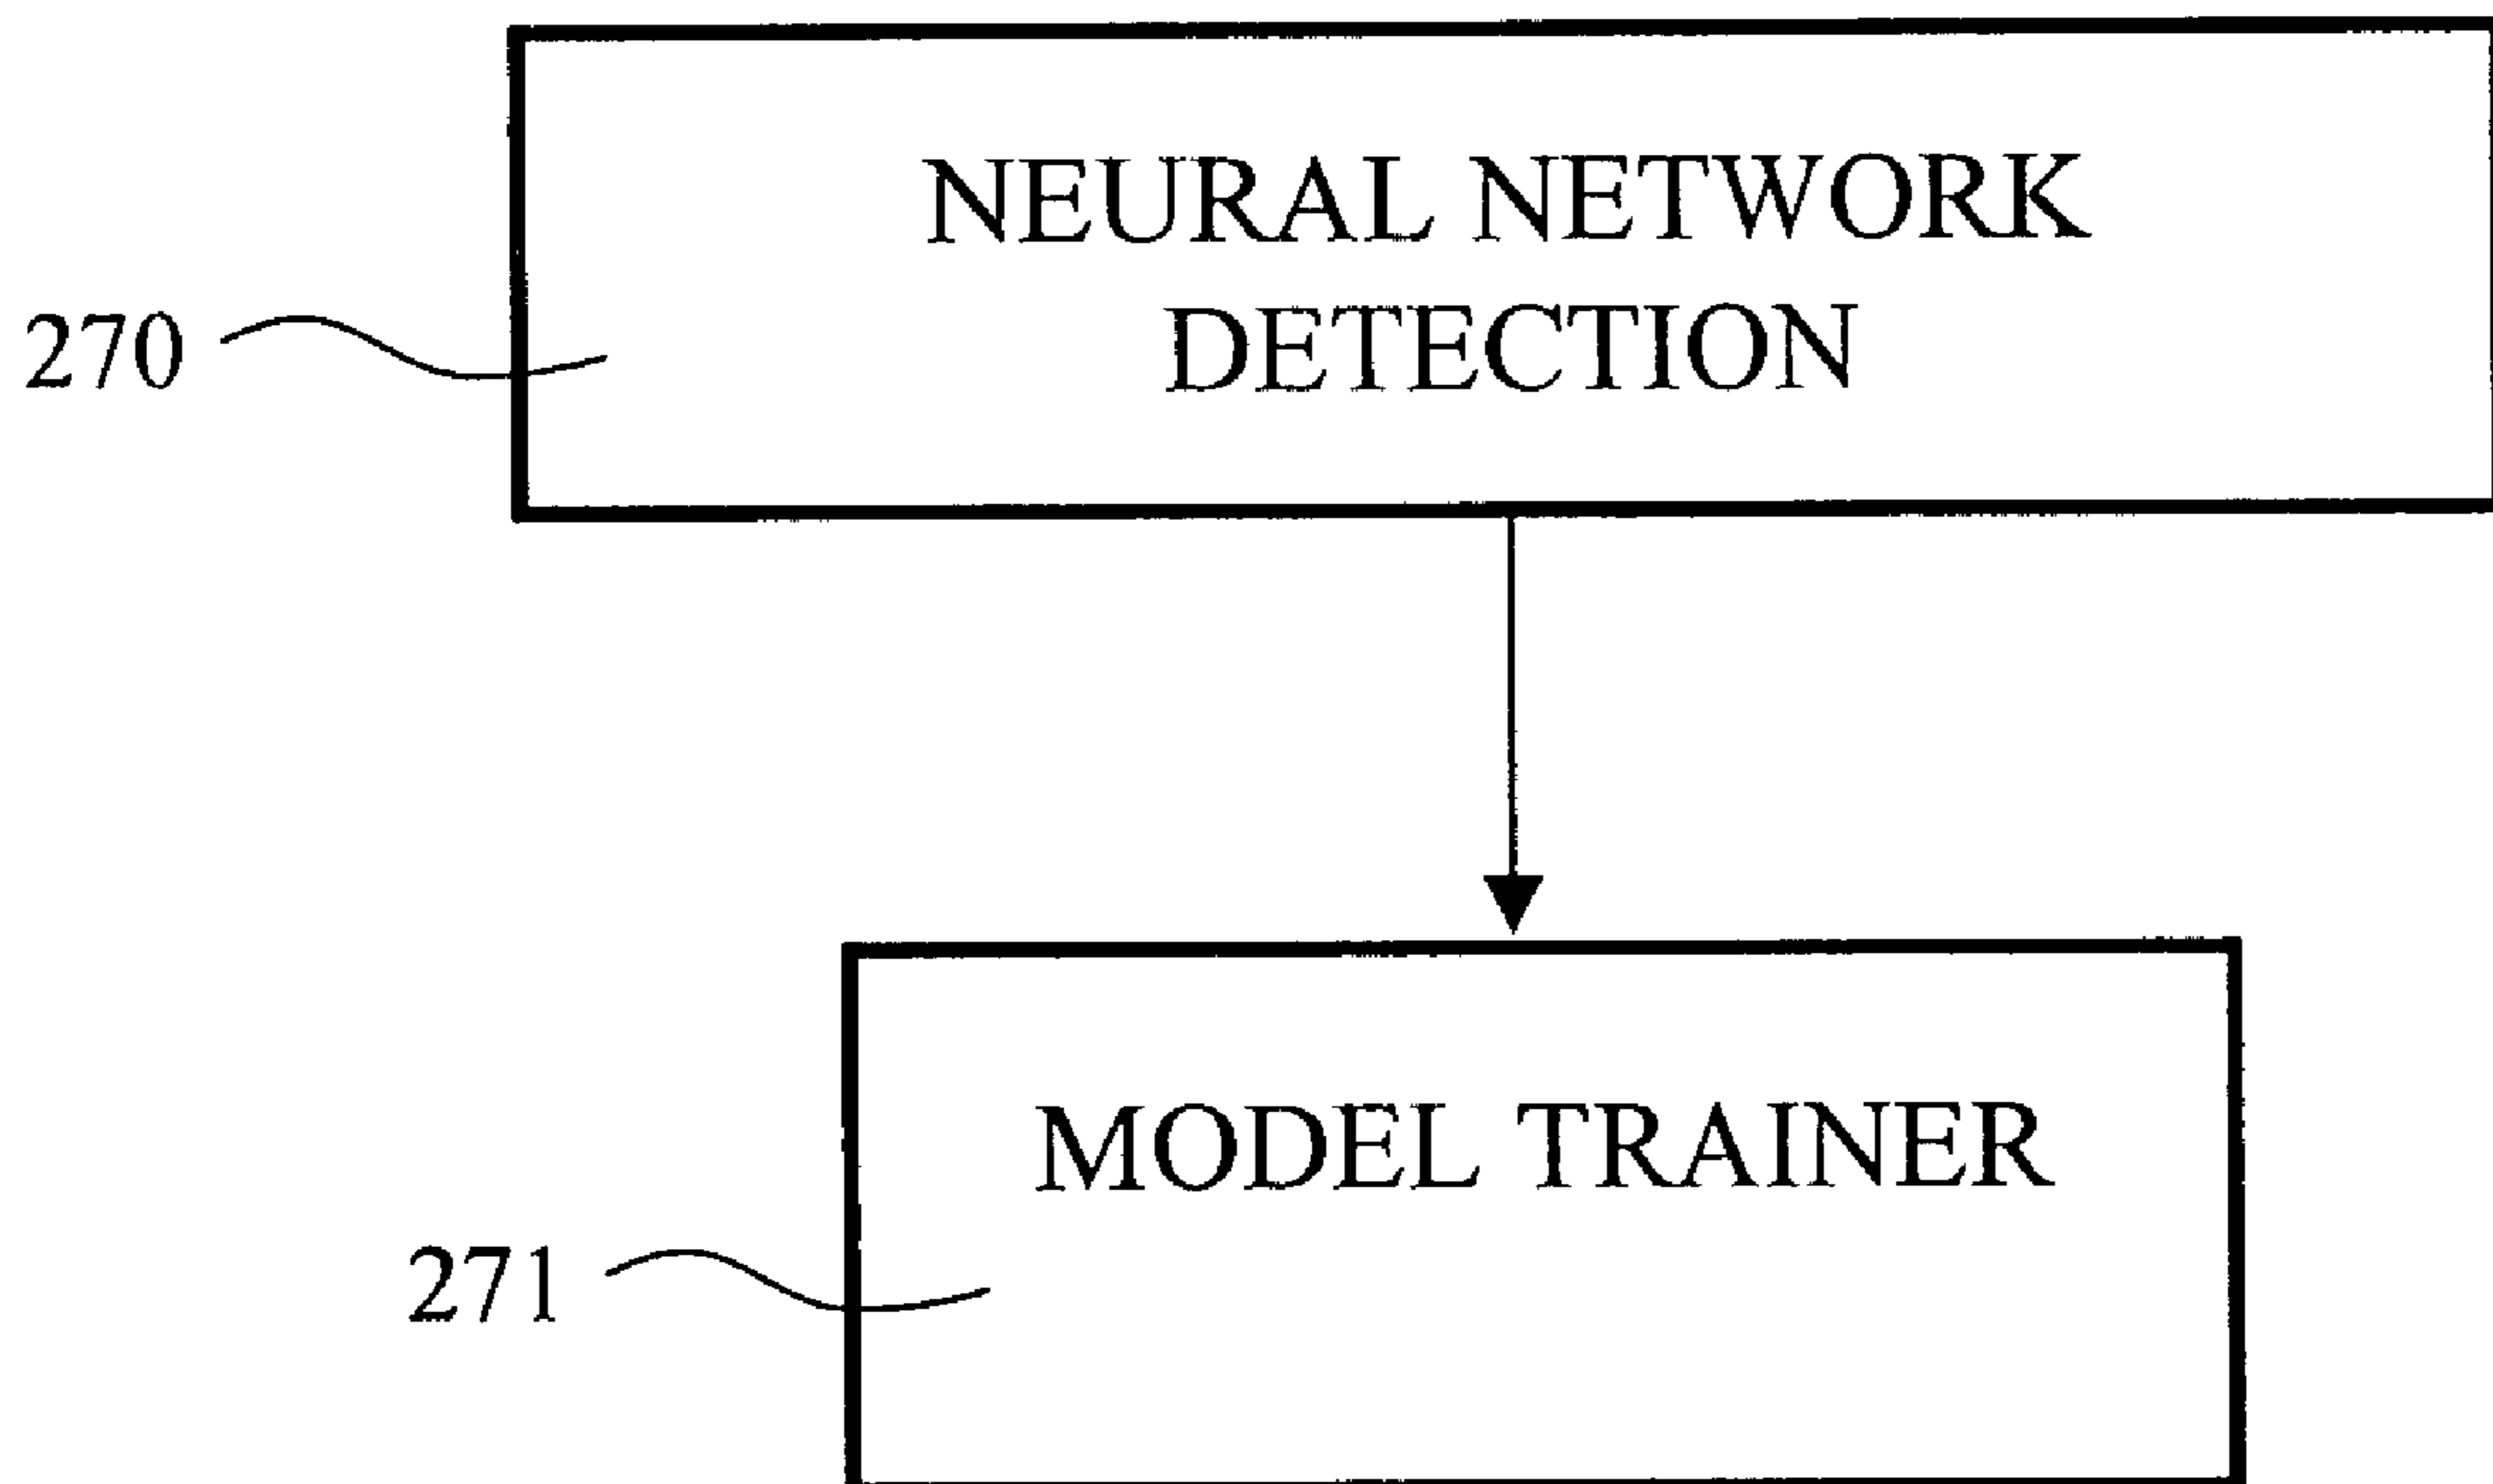 NEURAL NETWORK
DETECTION
270
MODEL TRAINER
271